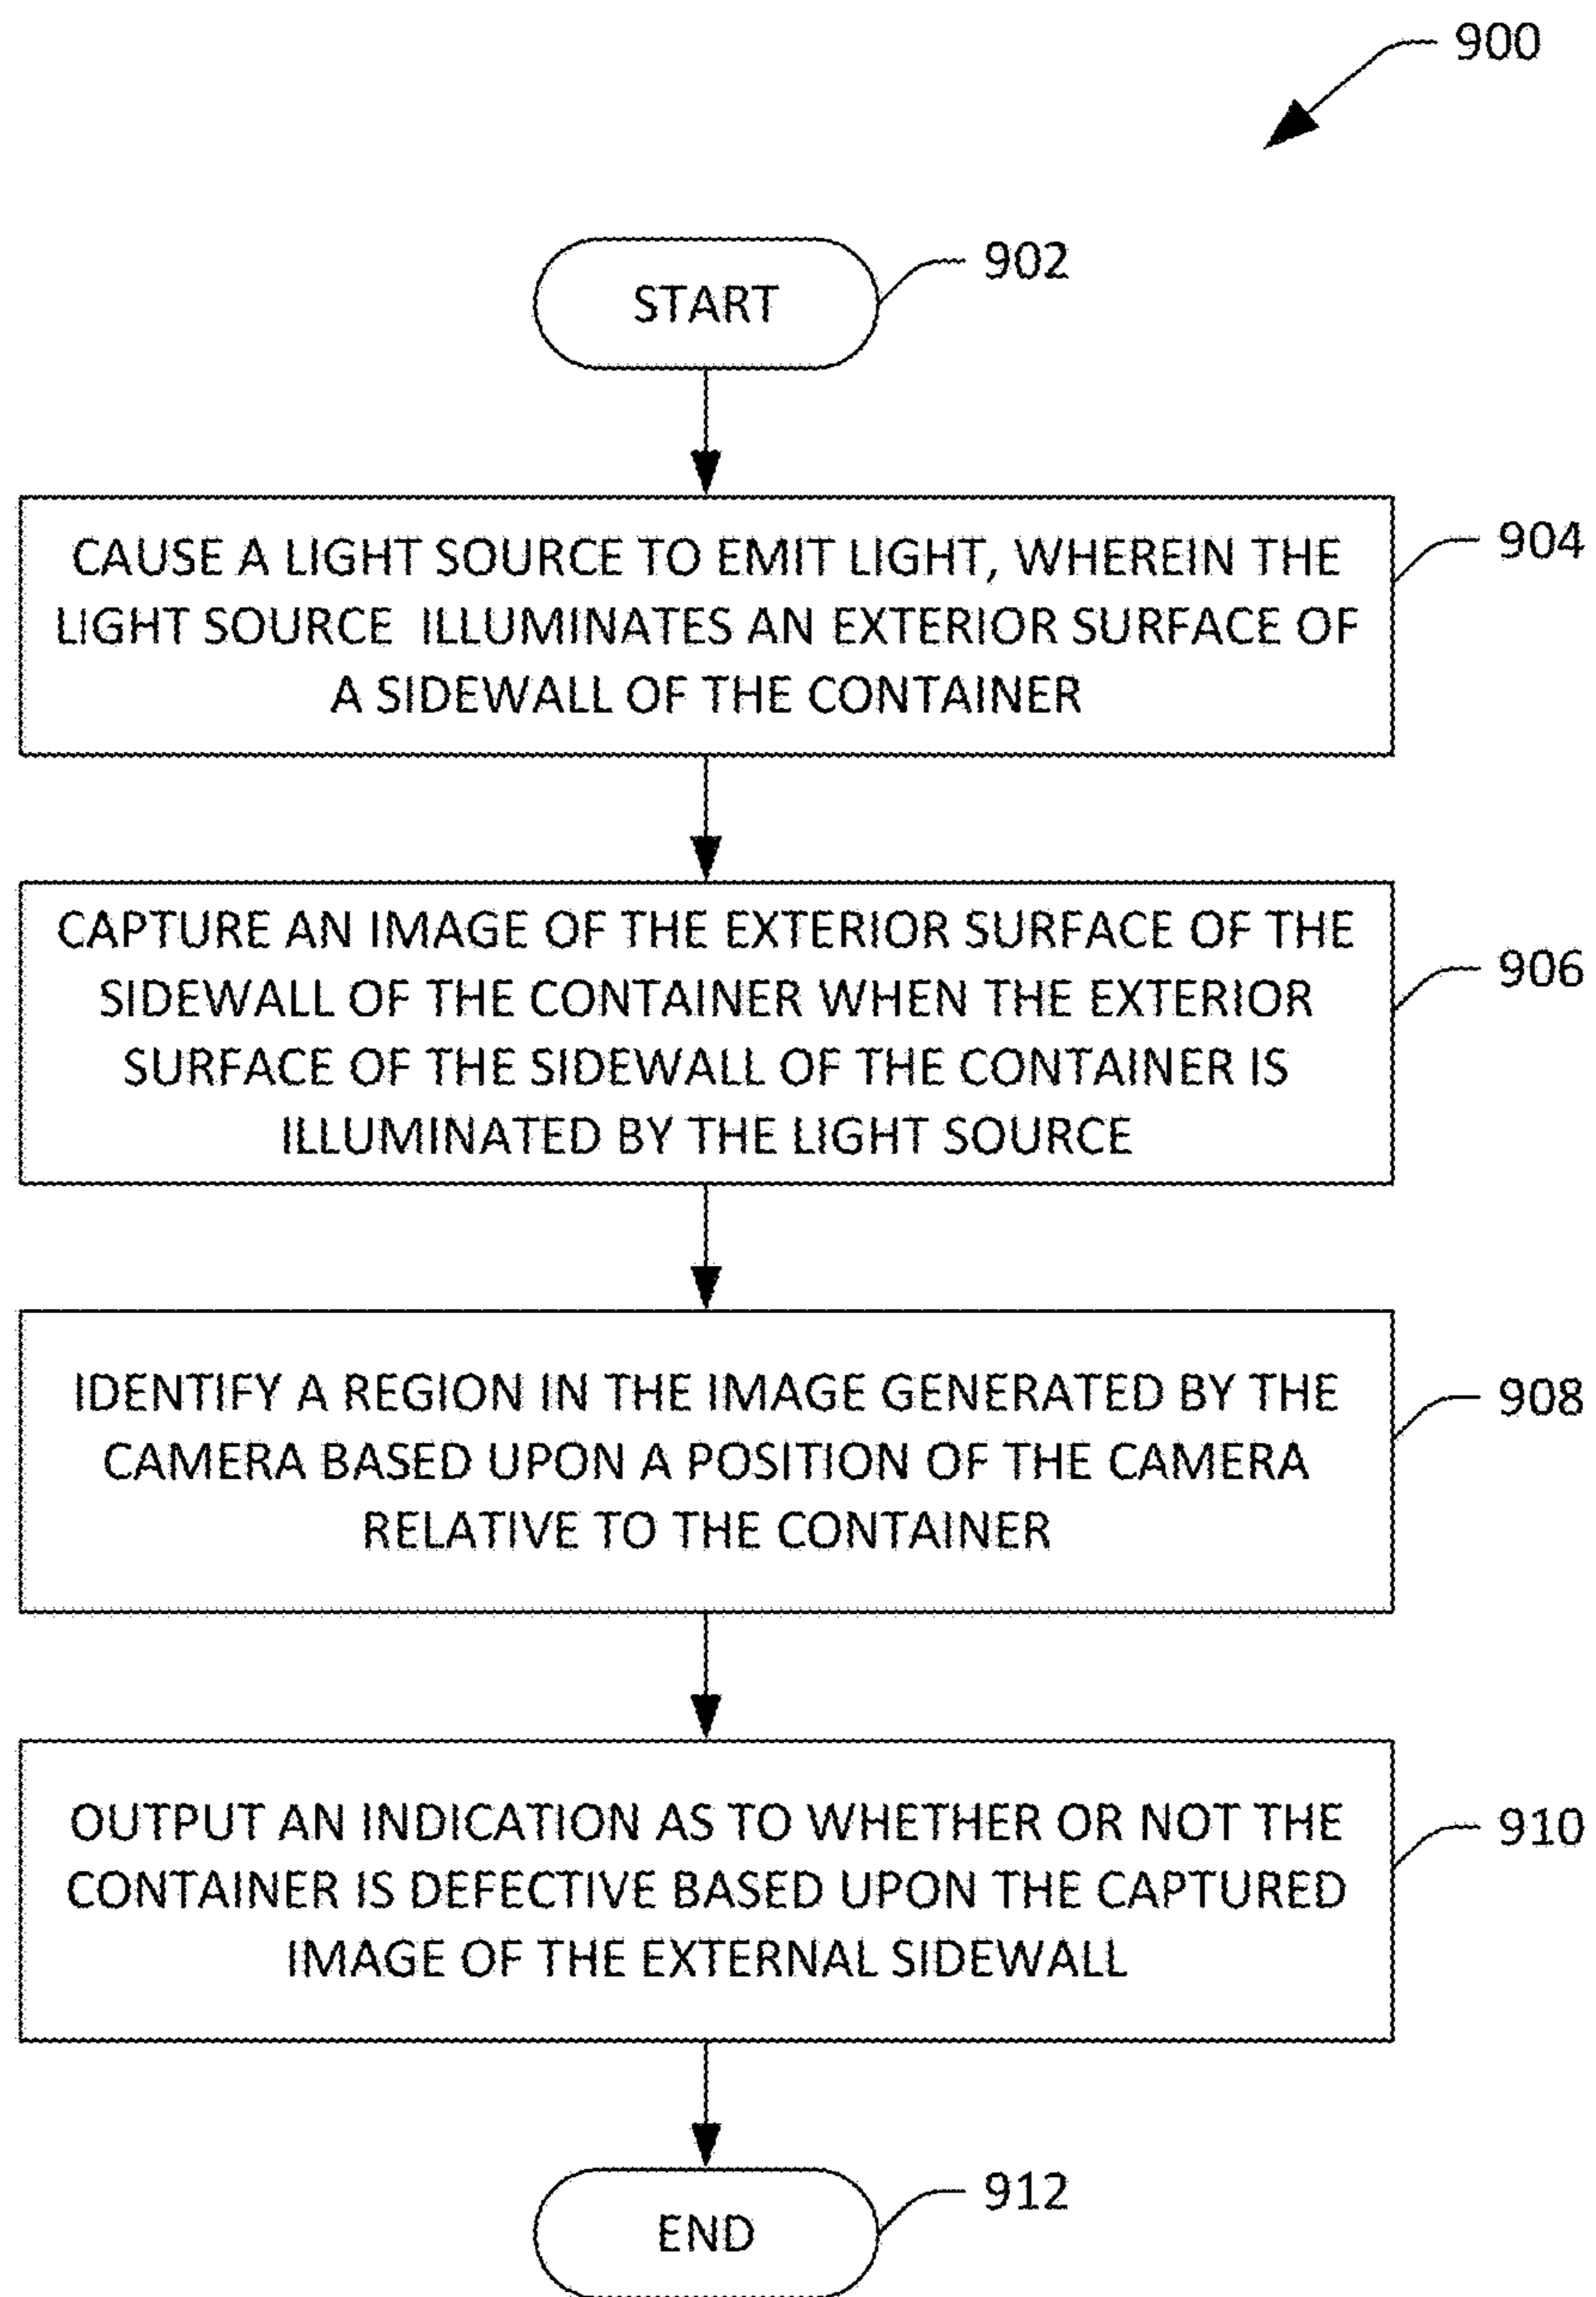 900
902
START
904
CAUSE A LIGHT SOURCE TO EMIT LIGHT, WHEREIN THE
LIGHT SOURCE ILLUMINATES AN EXTERIOR SURFACE OF
A SIDEWALL OF THE CONTAINER
906
CAPTURE AN IMAGE OF THE EXTERIOR SURFACE OF THE
SIDEWALL OF THE CONTAINER WHEN THE EXTERIOR
SURFACE OF THE SIDEWALL OF THE CONTAINER IS
ILLUMINATED BY THE LIGHT SOURCE
908
IDENTIFY A REGION IN THE IMAGE GENERATED BY THE
CAMERA BASED UPON A POSITION OF THE CAMERA
RELATIVE TO THE CONTAINER
910
OUTPUT AN INDICATION AS TO WHETHER OR NOT THE
CONTAINER IS DEFECTIVE BASED UPON THE CAPTURED
IMAGE OF THE EXTERNAL SIDEWALL
912
END